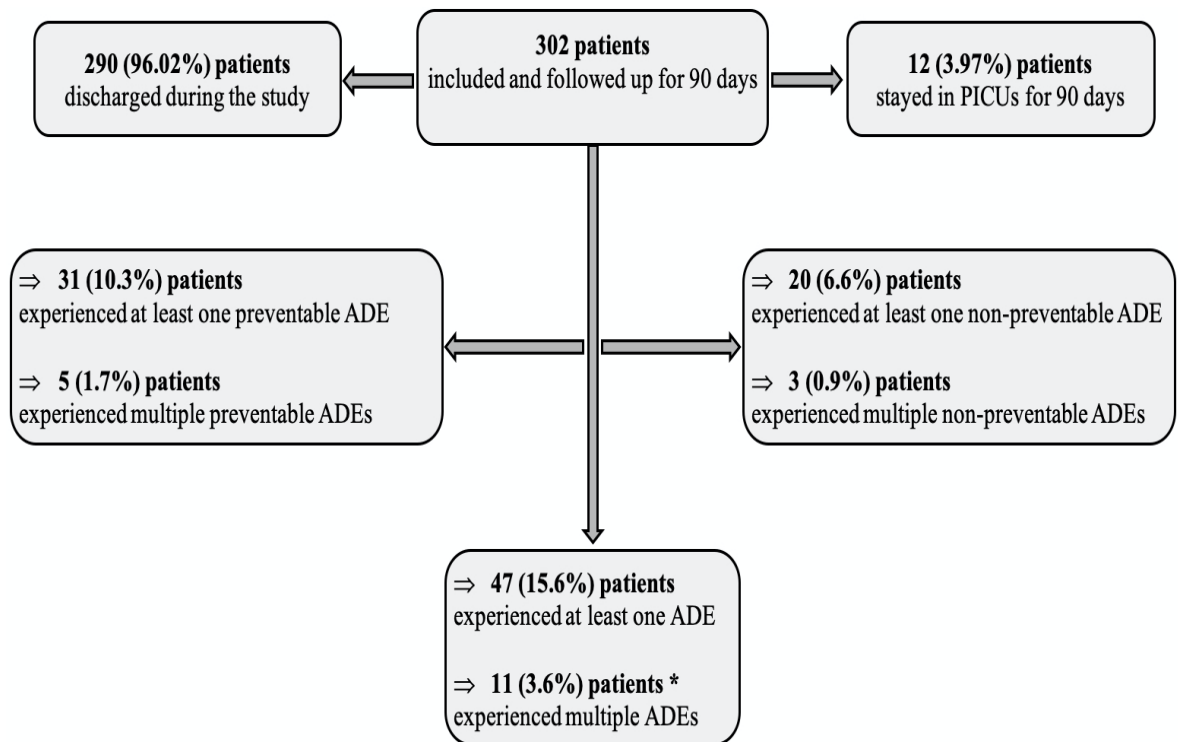 290 (96.02%) patients
discharged during the study
302 patients
included and followed up for 90 days
12 (3.97%) patients
stayed in PICUs for 90 days
⇒ 31 (10.3%) patients
experienced at least one preventable ADE
⇒ 5 (1.7%) patients
experienced multiple preventable ADEs
⇒ 20 (6.6%) patients
experienced at least one non-preventable ADE
⇒ 3 (0.9%) patients
experienced multiple non-preventable ADEs
⇒ 47 (15.6%) patients
experienced at least one ADE
⇒ 11 (3.6%) patients *
experienced multiple ADEs